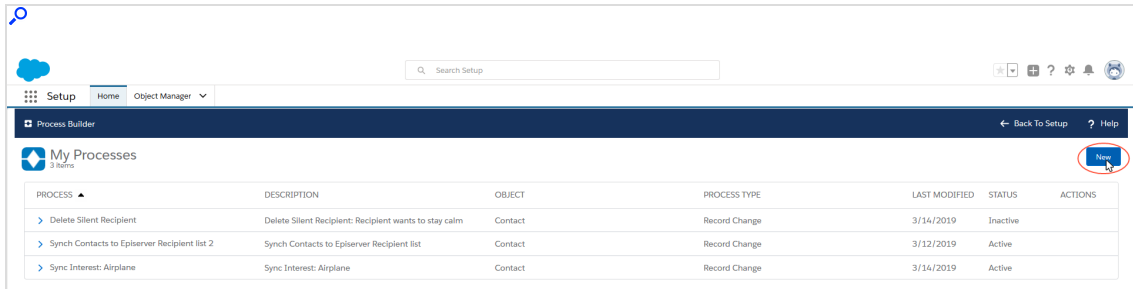 Search Setup
Setup Home Object Manager
Process Builder Back To Setup ? Help
My Processes
3 Items
New
PROCESS DESCRIPTION OBJECT PROCESS TYPE LAST MODIFIED STATUS ACTIONS
Delete Silent Recipient Delete Silent Recipient: Recipient wants to stay calm Contact Record Change 3/14/2019 Inactive
Synch Contacts to Episerver Recipient list 2 Synch Contacts to Episerver Recipient list Contact Record Change 3/12/2019 Active
Sync Interest: Airplane Sync Interest: Airplane Contact Record Change 3/14/2019 Active